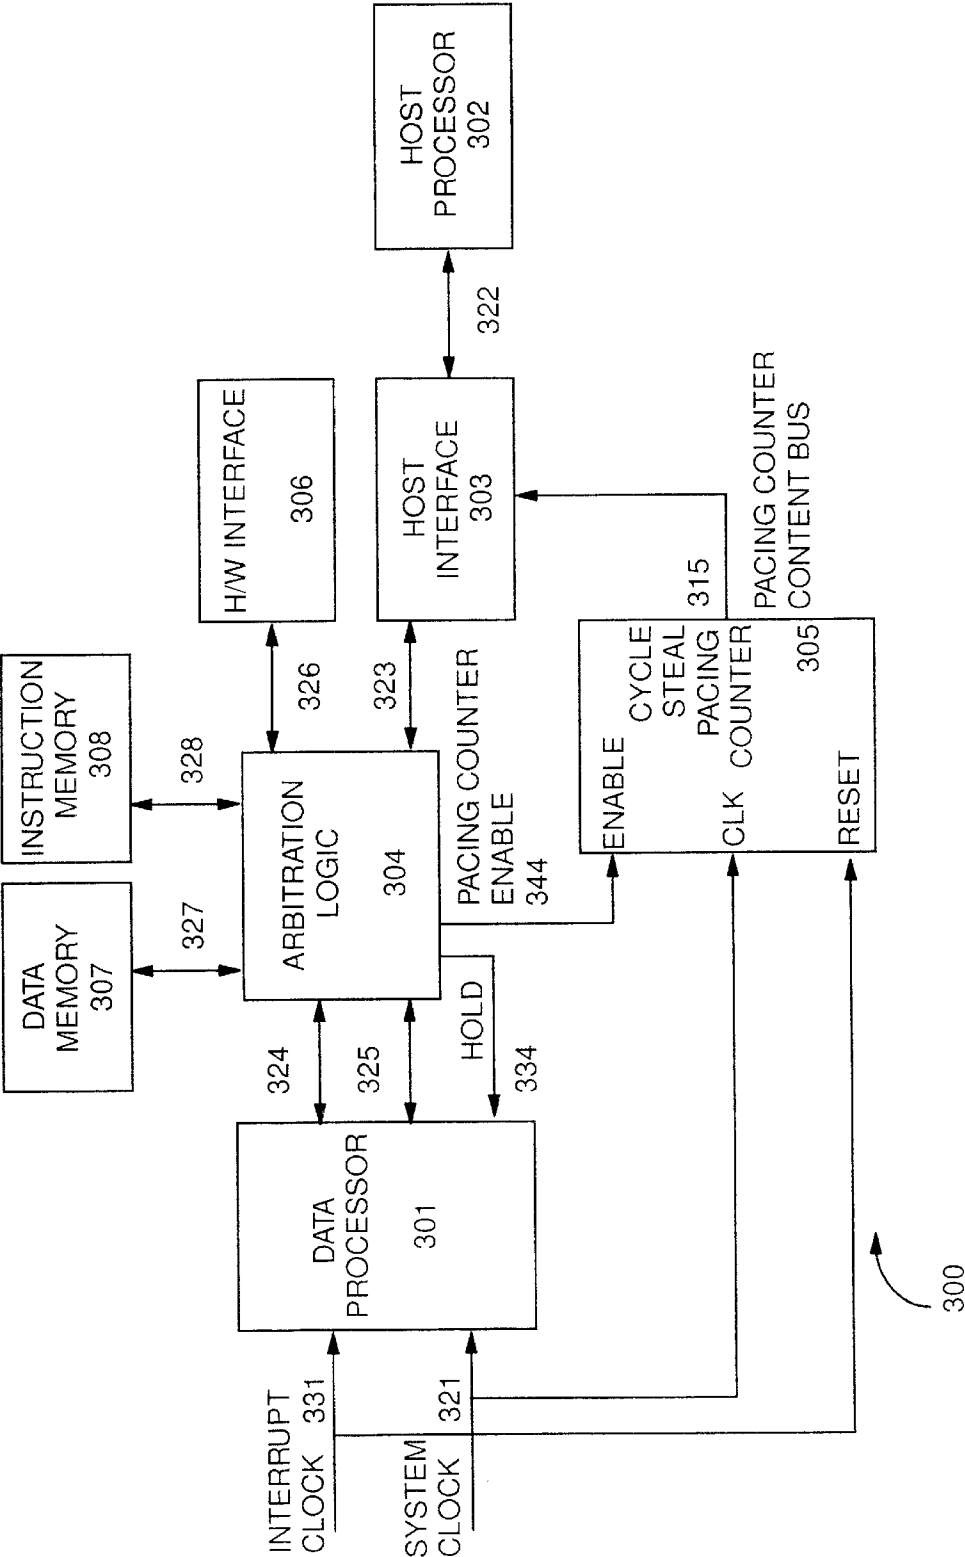 DATA
MEMORY
307
INSTRUCTION
MEMORY
308
327
328
H/W INTERFACE
306
326
324
325
ARBITRATION
LOGIC
304
323
HOST
INTERFACE
303
322
HOST
PROCESSOR
302
INTERRUPT
CLOCK 331
SYSTEM
CLOCK 321
DATA
PROCESSOR
301
HOLD
334
PACING COUNTER
ENABLE
344
ENABLE
CLK
RESET
CYCLE
STEAL
PACING
COUNTER
305
315
PACING COUNTER
CONTENT BUS
300